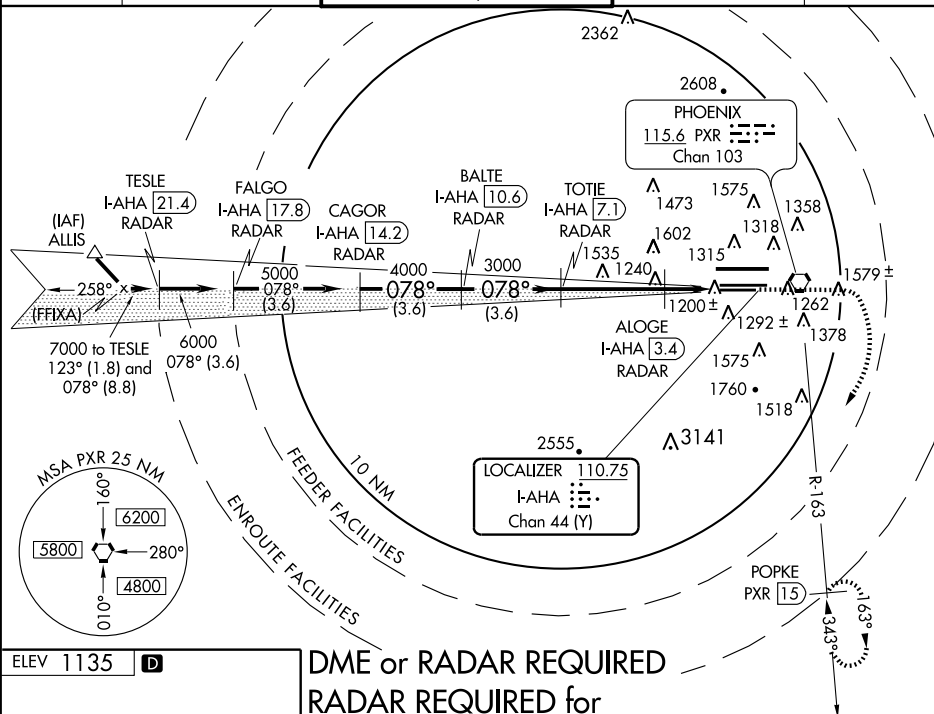 2362
2608
PHOENIX
115.6 PXR
Chan 103
TESLE
I-AHA 21.4
RADAR
FALGO
I-AHA 17.8
RADAR
CAGOR
I-AHA 14.2
RADAR
BALTE
I-AHA 10.6
RADAR
TOTIE
I-AHA 7.1
RADAR
1473
1575
1358
1318
1602
1315
1535
1240
1579 ±
(IAF)
ALLIS
258°
(FFIXA)
5000
078°
(3.6)
4000
078°
(3.6)
3000
078°
(3.6)
1200 ±
1262
1292 ±
1378
7000 to TESLE
123° (1.8) and
078° (8.8)
6000
078° (3.6)
ALOGE
I-AHA 3.4
RADAR
1575
1760
1518
3141
2555
LOCALIZER 110.75
I-AHA
Chan 44 (Y)
10 NM
FEEDER FACILITIES
ENROUTE FACILITIES
R-163
MSA PXR 25 NM
160°
6200
5800
280°
4800
010°
POPKE
PXR 15
343°
163°
ELEV 1135 D
DME or RADAR REQUIRED
RADAR REQUIRED for